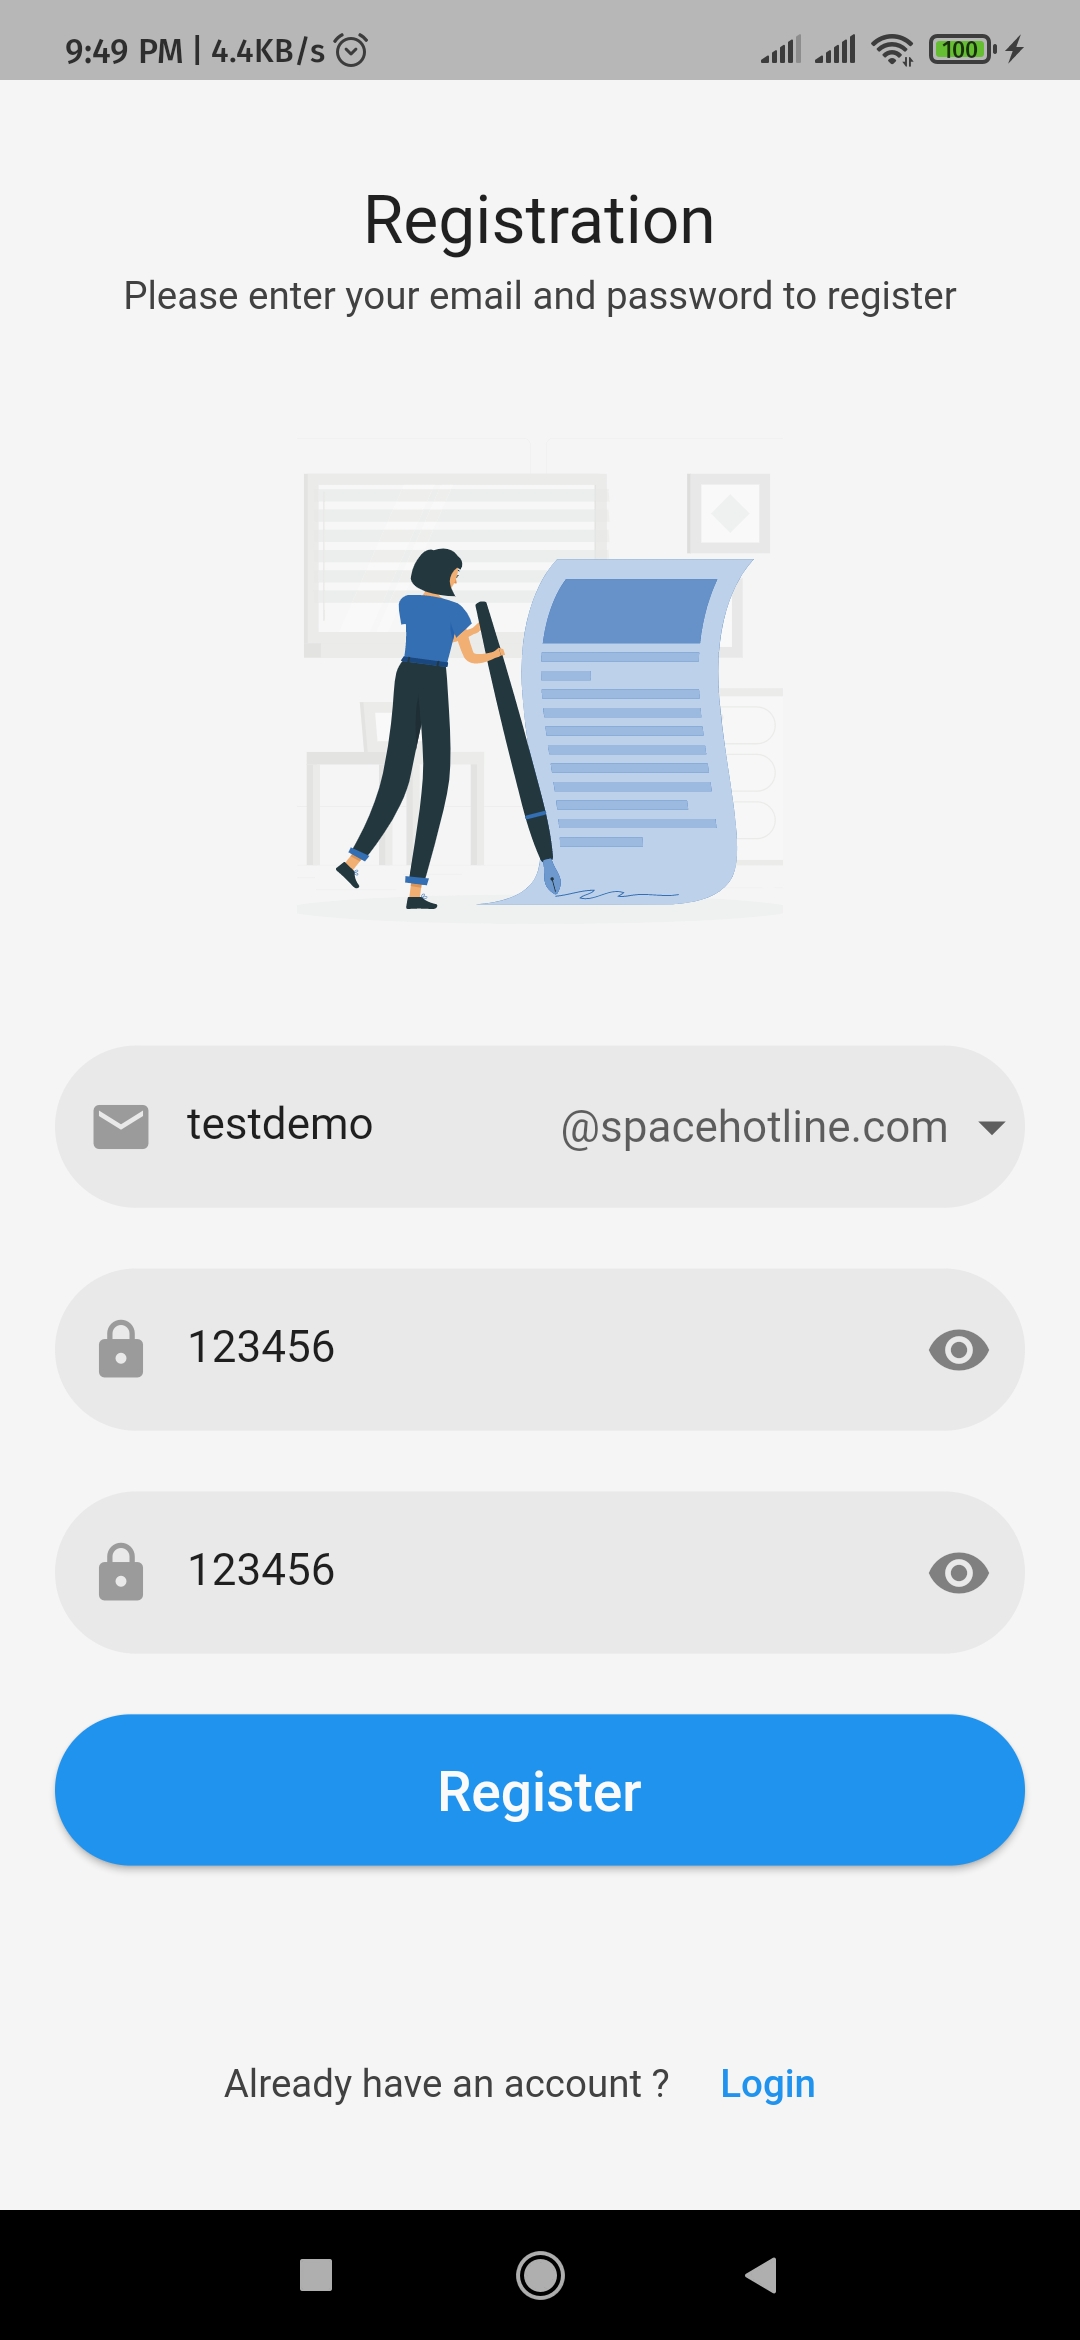 9:49 PM | 4.4KB/s
100
Registration
Please enter your email and password to register
testdemo @spacehotline.com
123456
123456
Register
Already have an account ? Login